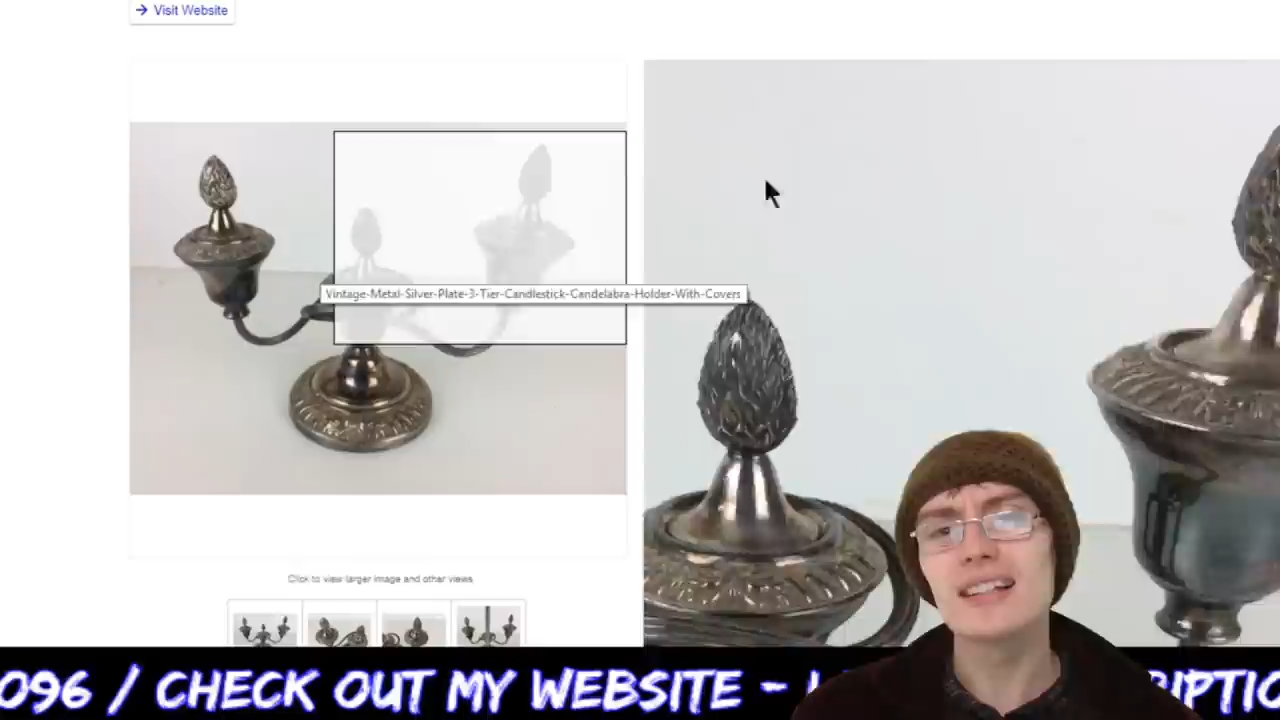 → Visit Website
Vintage-Metal-Silver-Plate-3-Tier-Candlestick-Candelabra-Holder-With-Covers
Click to view larger image and other views
096 / CHECK OUT MY WEBSITE -